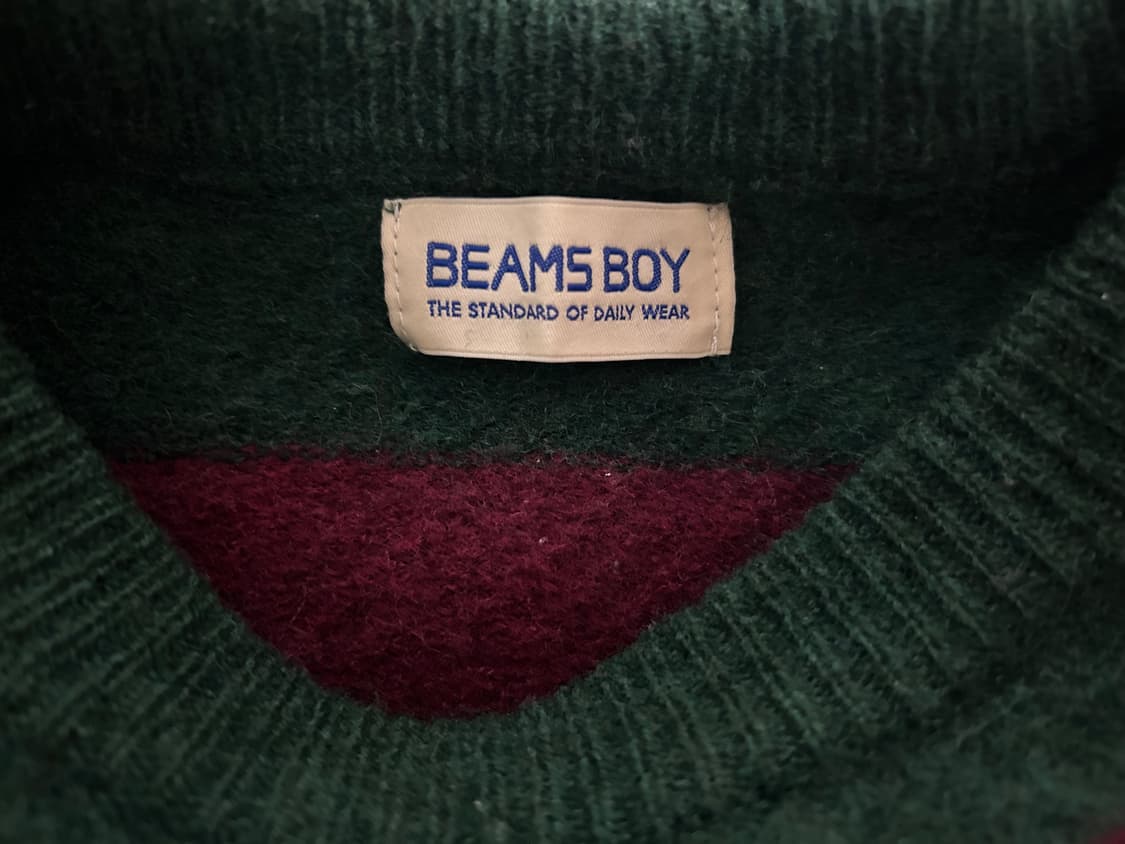 BEAMS BOY
THE STANDARD OF DAILY WEAR